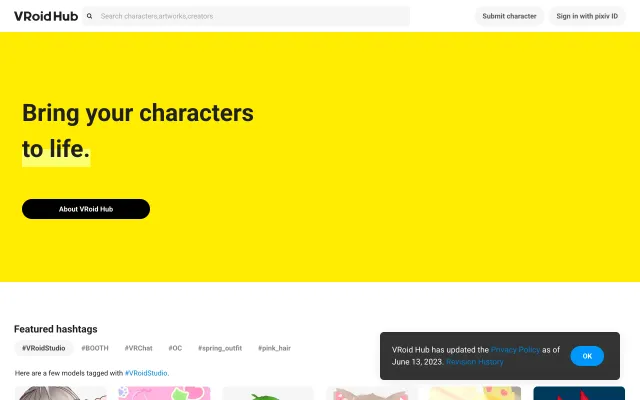 VRoid Hub
Search characters,artworks,creators
Submit character
Sign in with pixiv ID
Bring your characters
to life.
About VRoid Hub
Featured hashtags
#VRoidStudio #BOOTH #VRChat #OC #spring_outfit #pink_hair
Here are a few models tagged with #VRoidStudio.
VRoid Hub has updated the Privacy Policy as of
June 13, 2023. Revision History
OK